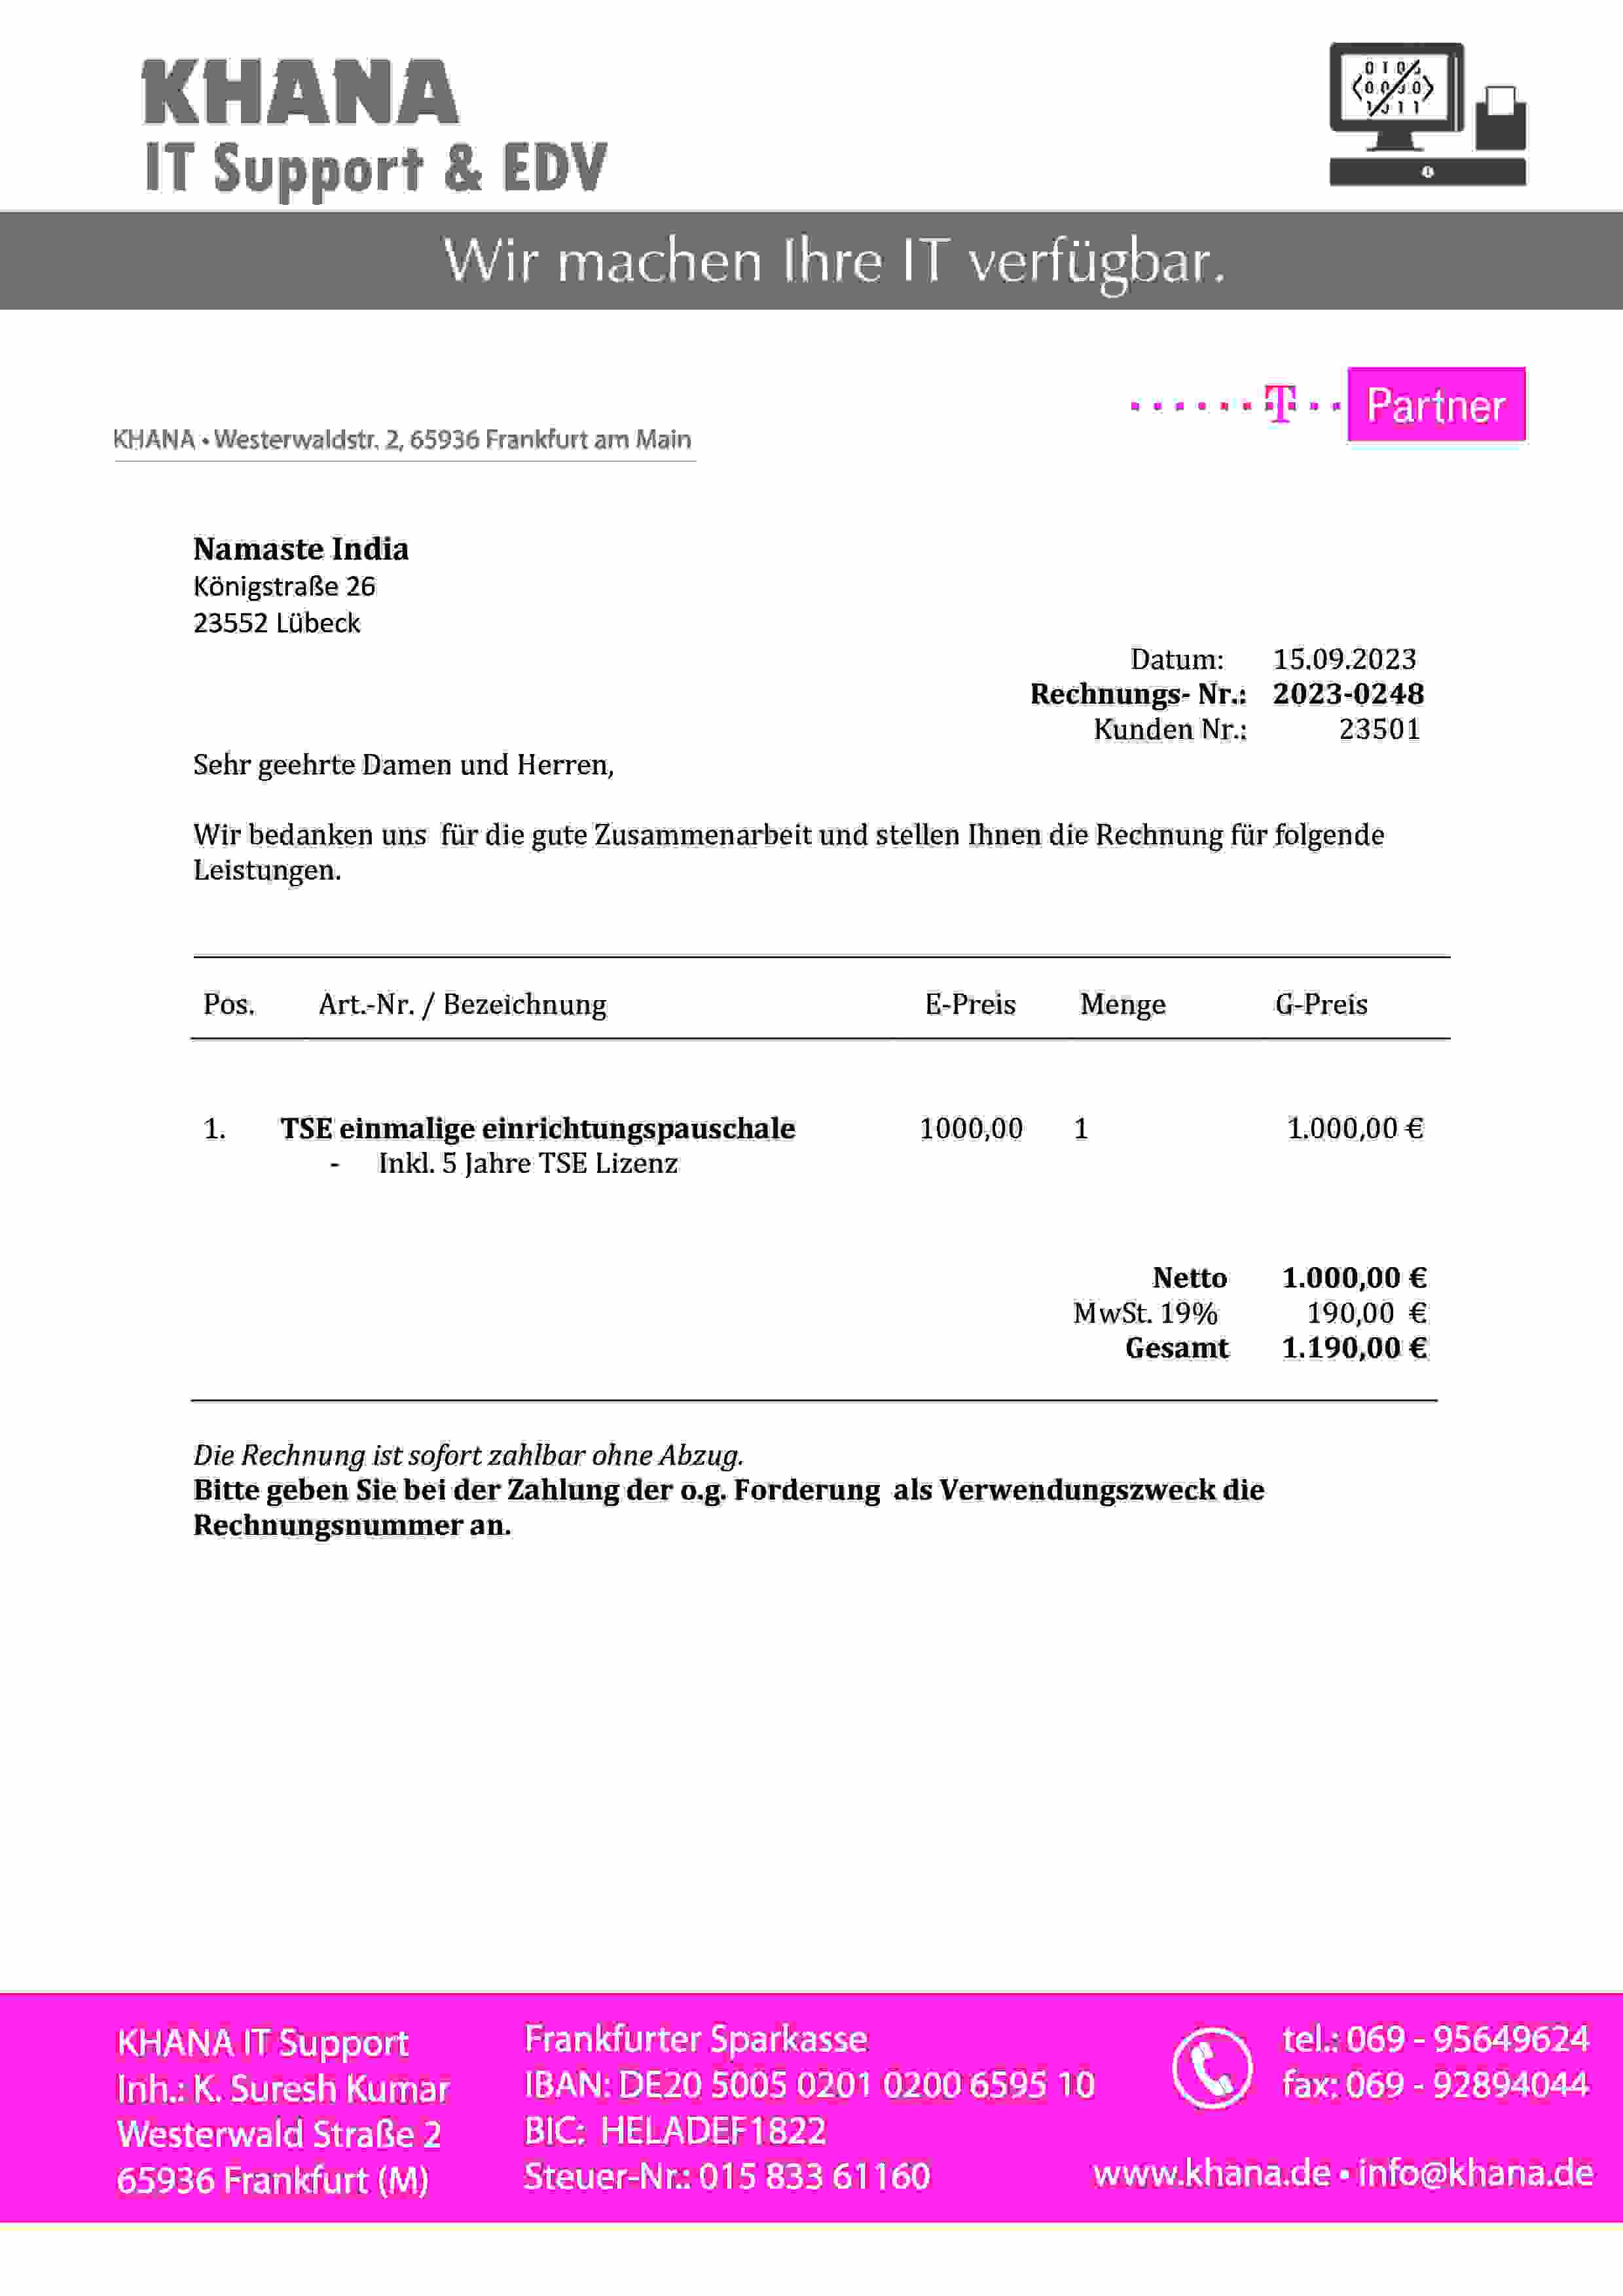 KHANA
IT Support & EDV
Wir machen Ihre IT verfügbar.
T Partner
KHANA • Westerwaldstr. 2, 65936 Frankfurt am Main
Namaste India
Königstraße 26
23552 Lübeck
Datum: 15.09.2023
Rechnungs- Nr.: 2023-0248
Kunden Nr.: 23501
Sehr geehrte Damen und Herren,
Wir bedanken uns für die gute Zusammenarbeit und stellen Ihnen die Rechnung für folgende
Leistungen.
Pos. Art.-Nr. / Bezeichnung E-Preis Menge G-Preis
1. TSE einmalige einrichtungspauschale 1000,00 1 1.000,00 €
- Inkl. 5 Jahre TSE Lizenz
Netto 1.000,00 €
MwSt. 19% 190,00 €
Gesamt 1.190,00 €
Die Rechnung ist sofort zahlbar ohne Abzug.
Bitte geben Sie bei der Zahlung der o.g. Forderung als Verwendungszweck die
Rechnungsnummer an.
KHANA IT Support
Inh.: K. Suresh Kumar
Westerwald Straße 2
65936 Frankfurt (M)
Frankfurter Sparkasse
IBAN: DE20 5005 0201 0200 6595 10
BIC: HELADEF1822
Steuer-Nr.: 015 833 61160
tel.: 069 - 95649624
fax: 069 - 92894044
www.khana.de • info@khana.de